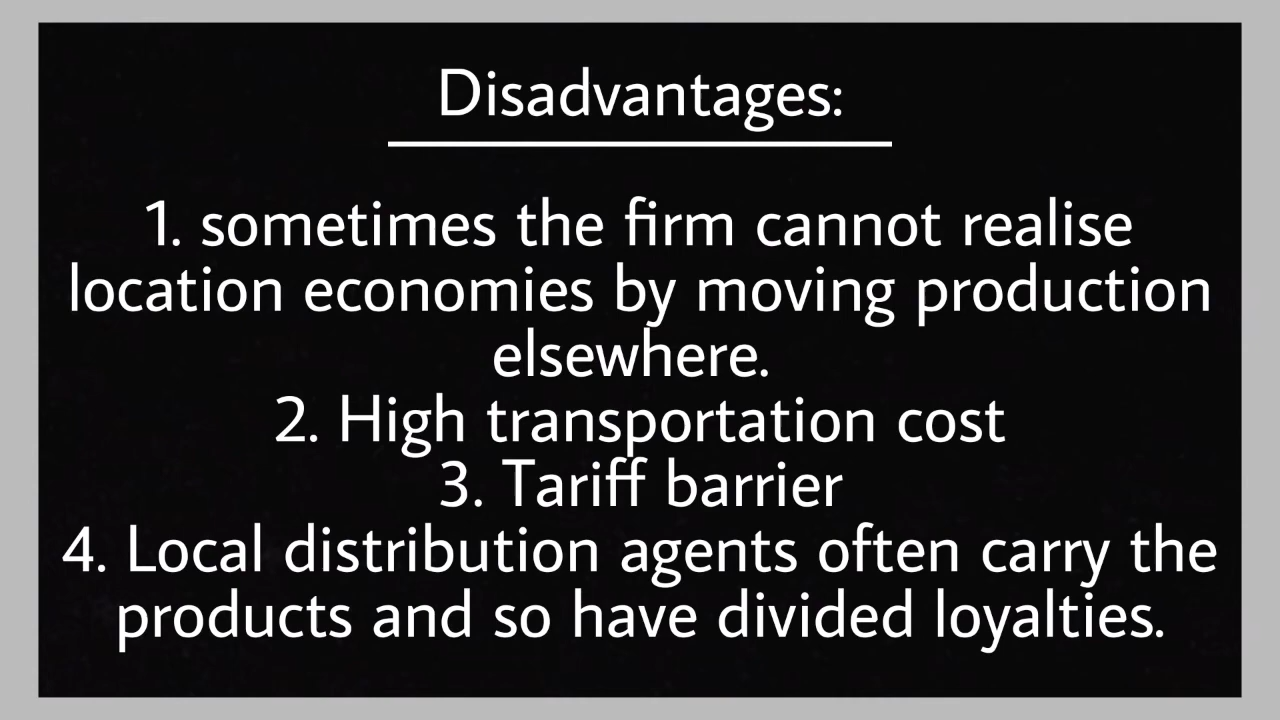 Disadvantages:
1. sometimes the firm cannot realise
location economies by moving production
elsewhere.
2. High transportation cost
3. Tariff barrier
4. Local distribution agents often carry the
products and so have divided loyalties.